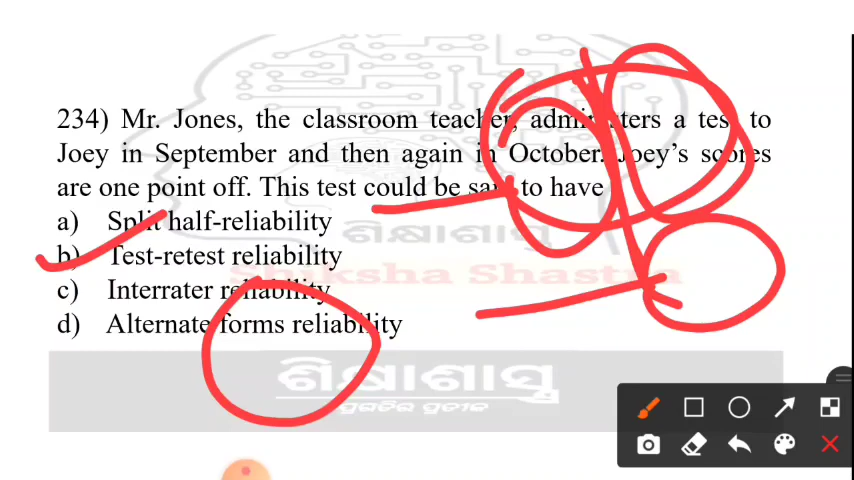 234) Mr. Jones, the classroom teacher, administers a test to
Joey in September and then again in October. Joey's scores
are one point off. This test could be said to have
a) Split half-reliability
ଶିକ୍ଷାଶାସ୍ତ୍ର
b) Test-retest reliability
Shiksha Shastra
c) Interrater reliability
d) Alternate forms reliability
ଶିକ୍ଷାଶାସ୍ତ୍ର
ପ୍ରଗତିର ପ୍ରତୀକ